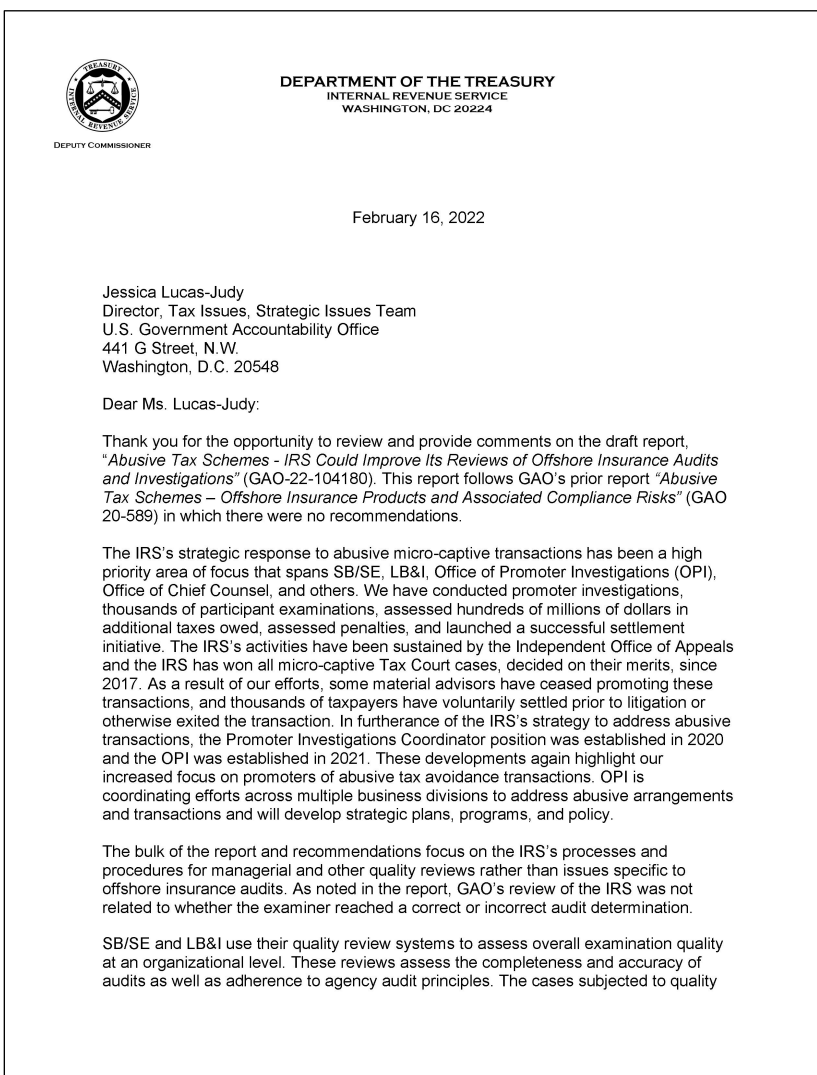 TREASURY
INTERNAL REVENUE SERVICE
DEPUTY COMMISSIONER
DEPARTMENT OF THE TREASURY
INTERNAL REVENUE SERVICE
WASHINGTON, DC 20224
February 16, 2022
Jessica Lucas-Judy
Director, Tax Issues, Strategic Issues Team
U.S. Government Accountability Office
441 G Street, N.W.
Washington, D.C. 20548
Dear Ms. Lucas-Judy:
Thank you for the opportunity to review and provide comments on the draft report,
“Abusive Tax Schemes - IRS Could Improve Its Reviews of Offshore Insurance Audits
and Investigations” (GAO-22-104180). This report follows GAO’s prior report “Abusive
Tax Schemes – Offshore Insurance Products and Associated Compliance Risks” (GAO
20-589) in which there were no recommendations.
The IRS’s strategic response to abusive micro-captive transactions has been a high
priority area of focus that spans SB/SE, LB&I, Office of Promoter Investigations (OPI),
Office of Chief Counsel, and others. We have conducted promoter investigations,
thousands of participant examinations, assessed hundreds of millions of dollars in
additional taxes owed, assessed penalties, and launched a successful settlement
initiative. The IRS’s activities have been sustained by the Independent Office of Appeals
and the IRS has won all micro-captive Tax Court cases, decided on their merits, since
2017. As a result of our efforts, some material advisors have ceased promoting these
transactions, and thousands of taxpayers have voluntarily settled prior to litigation or
otherwise exited the transaction. In furtherance of the IRS’s strategy to address abusive
transactions, the Promoter Investigations Coordinator position was established in 2020
and the OPI was established in 2021. These developments again highlight our
increased focus on promoters of abusive tax avoidance transactions. OPI is
coordinating efforts across multiple business divisions to address abusive arrangements
and transactions and will develop strategic plans, programs, and policy.
The bulk of the report and recommendations focus on the IRS’s processes and
procedures for managerial and other quality reviews rather than issues specific to
offshore insurance audits. As noted in the report, GAO’s review of the IRS was not
related to whether the examiner reached a correct or incorrect audit determination.
SB/SE and LB&I use their quality review systems to assess overall examination quality
at an organizational level. These reviews assess the completeness and accuracy of
audits as well as adherence to agency audit principles. The cases subjected to quality